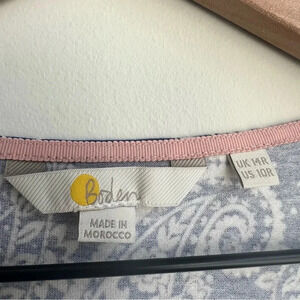 Boden
MADE IN
MOROCCO
UK 14R
US 10R